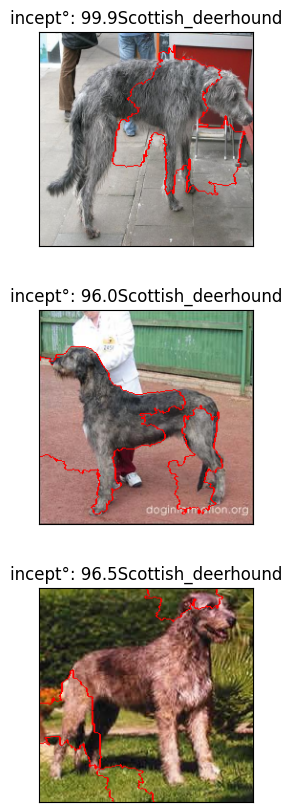 incept°: 99.9Scottish_deerhound
incept°: 96.0Scottish_deerhound
doginformation.org
incept°: 96.5Scottish_deerhound